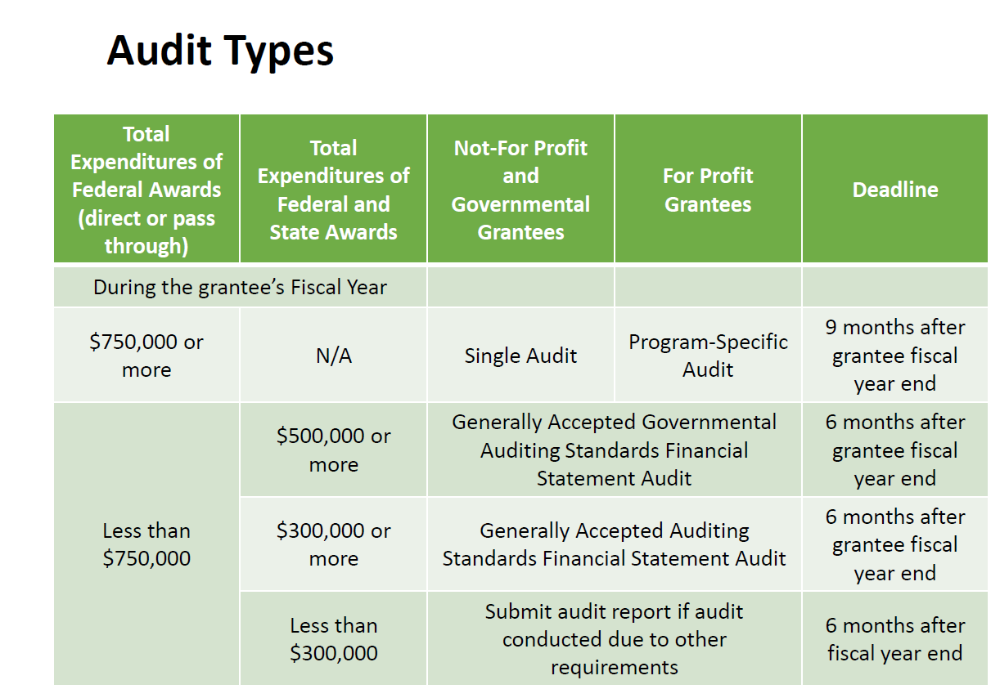 Audit Types
Total
Expenditures of
Federal Awards
(direct or pass
through)
Total
Expenditures of
Federal and
State Awards
Not-For Profit
and
Governmental
Grantees
For Profit
Grantees
Deadline
During the grantee’s Fiscal Year
$750,000 or
more
N/A
Single Audit
Program-Specific
Audit
9 months after
grantee fiscal
year end
Less than
$750,000
$500,000 or
more
Generally Accepted Governmental
Auditing Standards Financial
Statement Audit
6 months after
grantee fiscal
year end
$300,000 or
more
Generally Accepted Auditing
Standards Financial Statement Audit
6 months after
grantee fiscal
year end
Less than
$300,000
Submit audit report if audit
conducted due to other
requirements
6 months after
fiscal year end